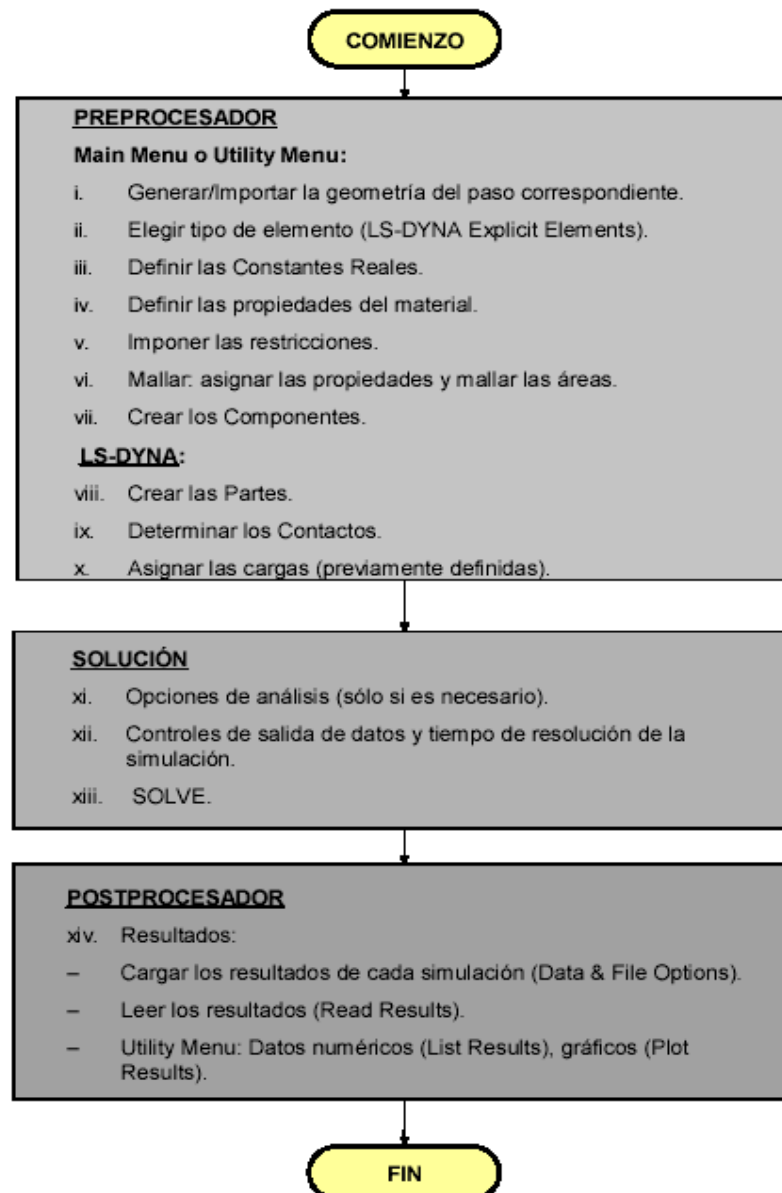 COMIENZO
PREPROCESADOR
Main Menu o Utility Menu:
i. Generar/Importar la geometría del paso correspondiente.
ii. Elegir tipo de elemento (LS-DYNA Explicit Elements).
iii. Definir las Constantes Reales.
iv. Definir las propiedades del material.
v. Imponer las restricciones.
vi. Mallar: asignar las propiedades y mallar las áreas.
vii. Crear los Componentes.
LS-DYNA:
viii. Crear las Partes.
ix. Determinar los Contactos.
x. Asignar las cargas (previamente definidas).
SOLUCIÓN
xi. Opciones de análisis (sólo si es necesario).
xii. Controles de salida de datos y tiempo de resolución de la
simulación.
xiii. SOLVE.
POSTPROCESADOR
xiv. Resultados:
– Cargar los resultados de cada simulación (Data & File Options).
– Leer los resultados (Read Results).
– Utility Menu: Datos numéricos (List Results), gráficos (Plot
Results).
FIN